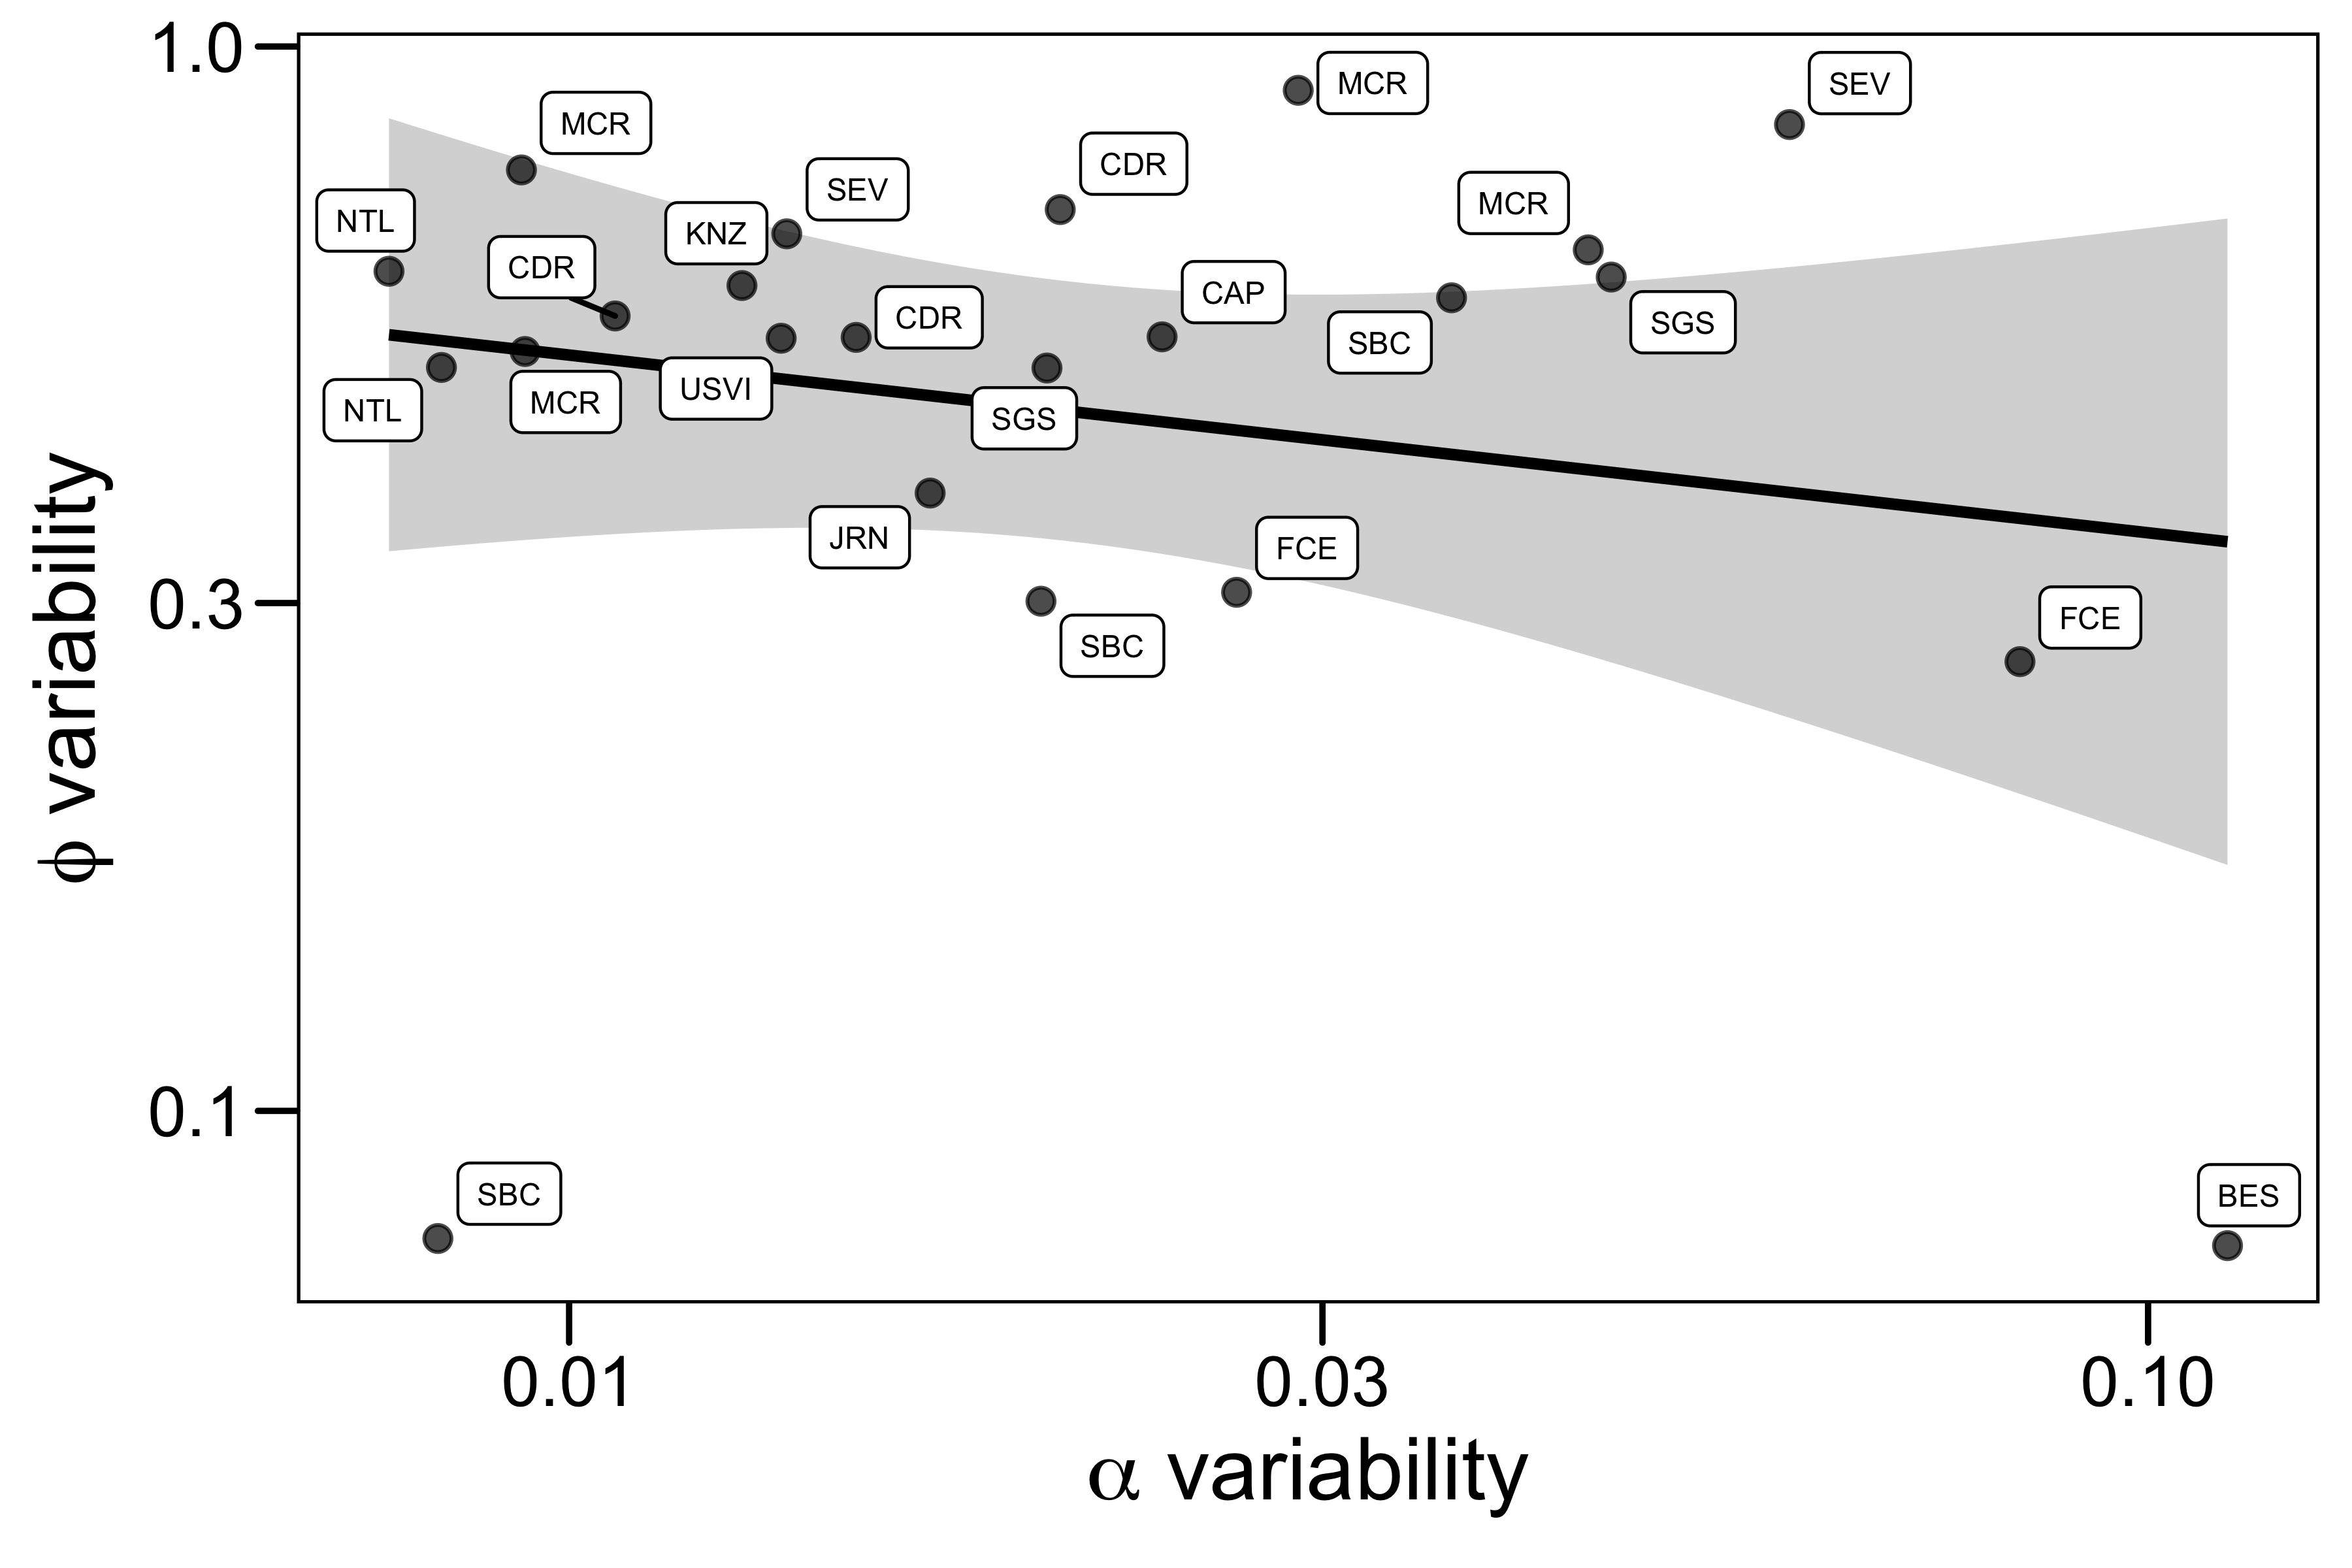 1.0
0.3
0.1
φ variability
MCR
SEV
MCR
CDR
SEV
MCR
NTL
KNZ
CDR
CAP
CDR
SGS
SBC
USVI
MCR
NTL
SGS
JRN
FCE
FCE
SBC
SBC
BES
0.01
0.03
0.10
α variability